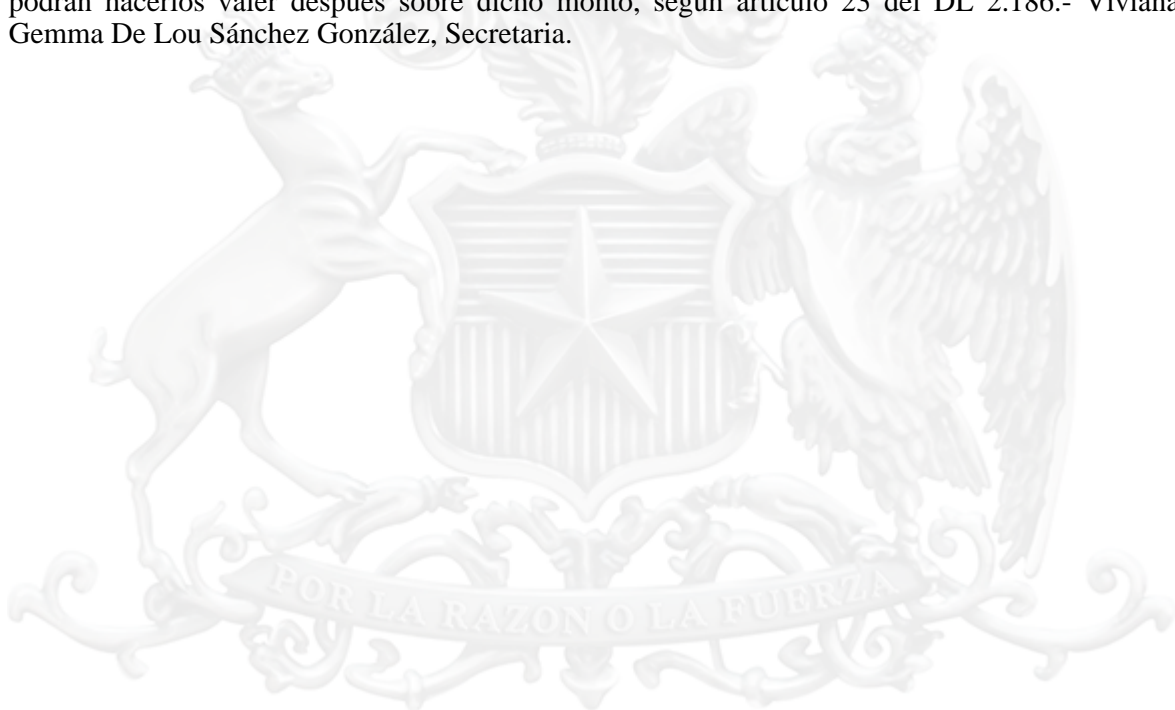 podrán hacerlos valer después sobre dicho monto, según artículo 23 del DL 2.186.- Viviana
Gemma De Lou Sánchez González, Secretaria.
POR LA RAZON O LA FUERZA